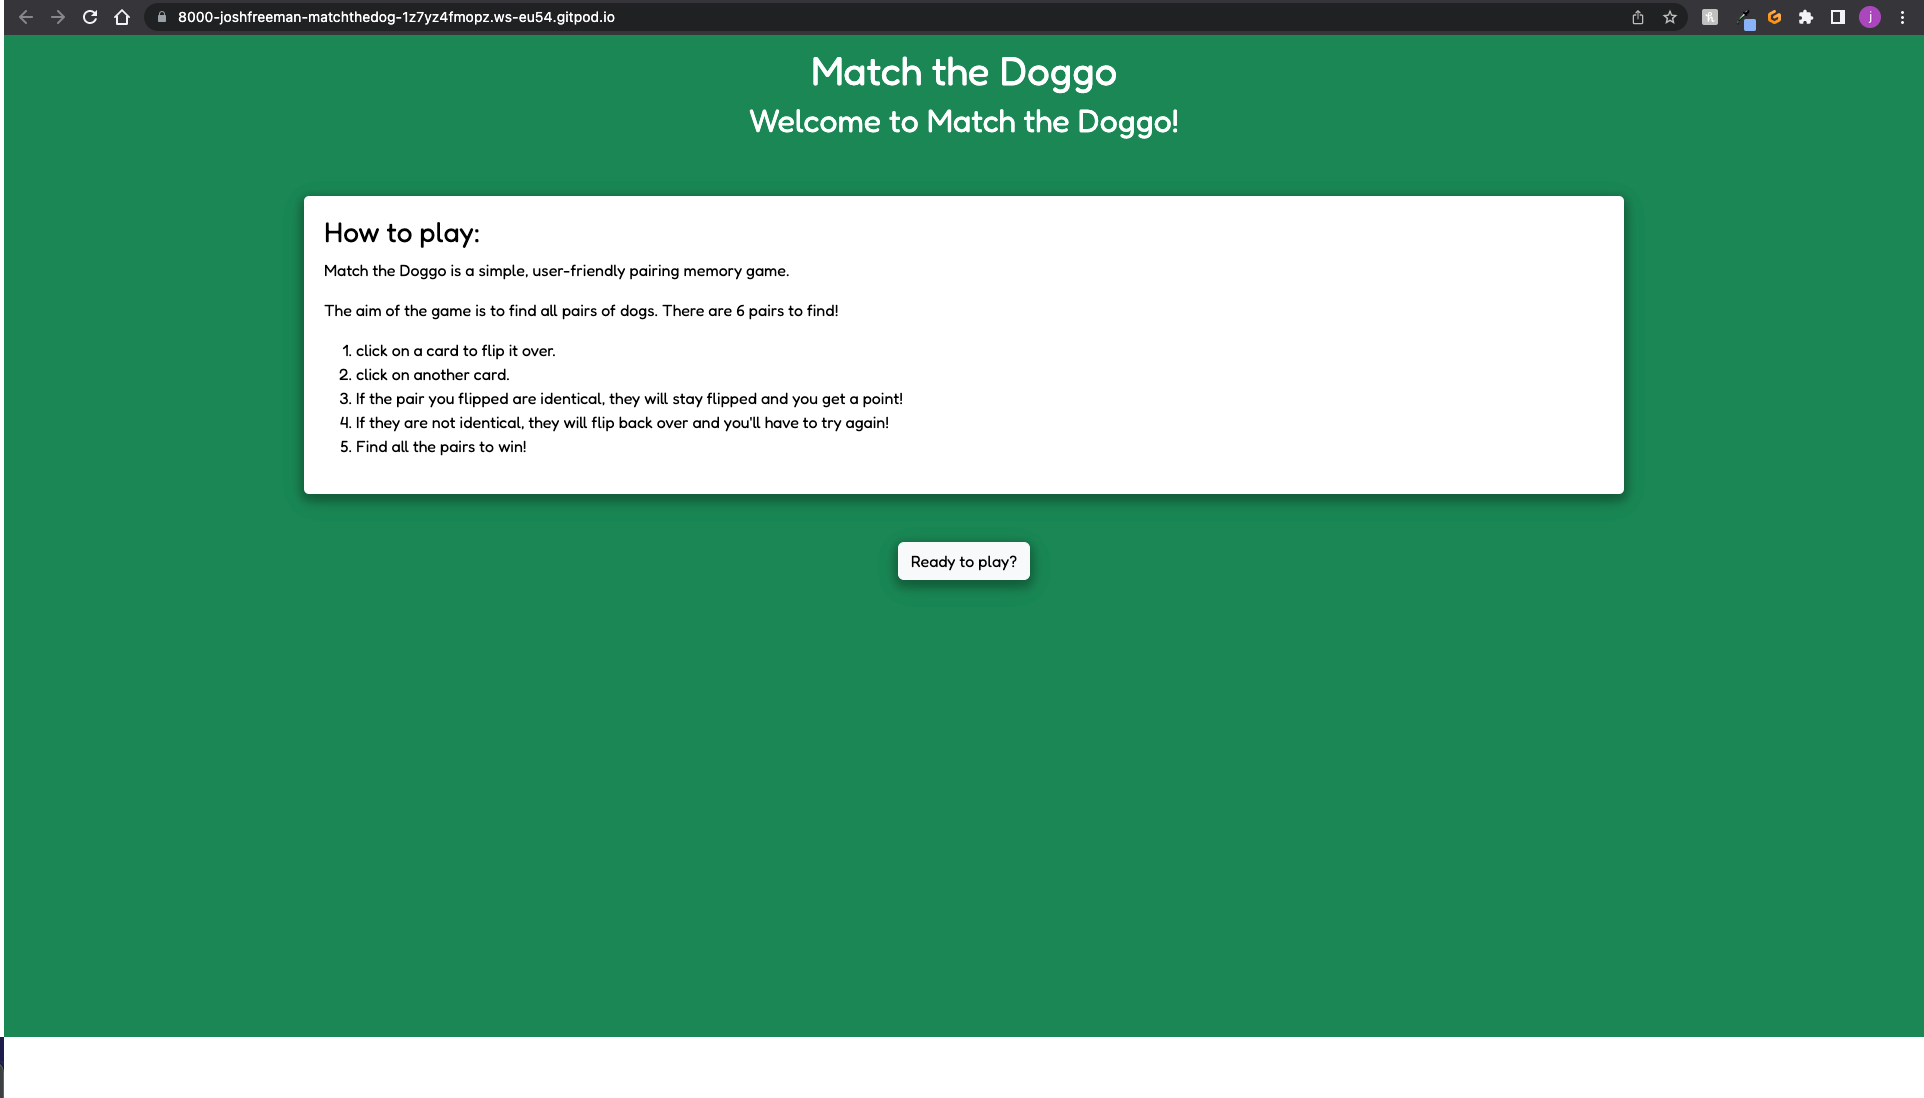 8000-joshfreeman-matchthedog-1z7yz4fmopz.ws-eu54.gitpod.io
j
Match the Doggo
Welcome to Match the Doggo!
How to play:
Match the Doggo is a simple, user-friendly pairing memory game.
The aim of the game is to find all pairs of dogs. There are 6 pairs to find!
1. click on a card to flip it over.
2. click on another card.
3. If the pair you flipped are identical, they will stay flipped and you get a point!
4. If they are not identical, they will flip back over and you'll have to try again!
5. Find all the pairs to win!
Ready to play?